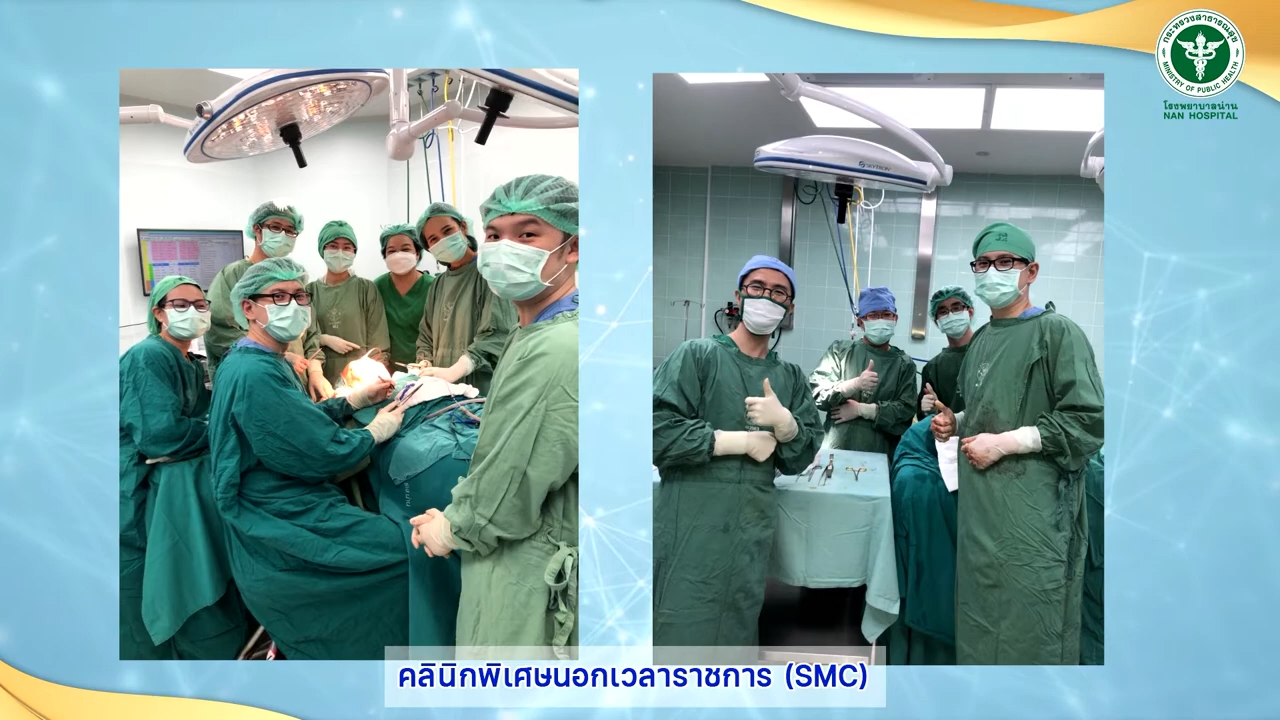 กระทรวงสาธารณสุข
MINISTRY OF PUBLIC HEALTH
โรงพยาบาลน่าน
NAN HOSPITAL
คลินิกพิเศษนอกเวลาราชการ (SMC)